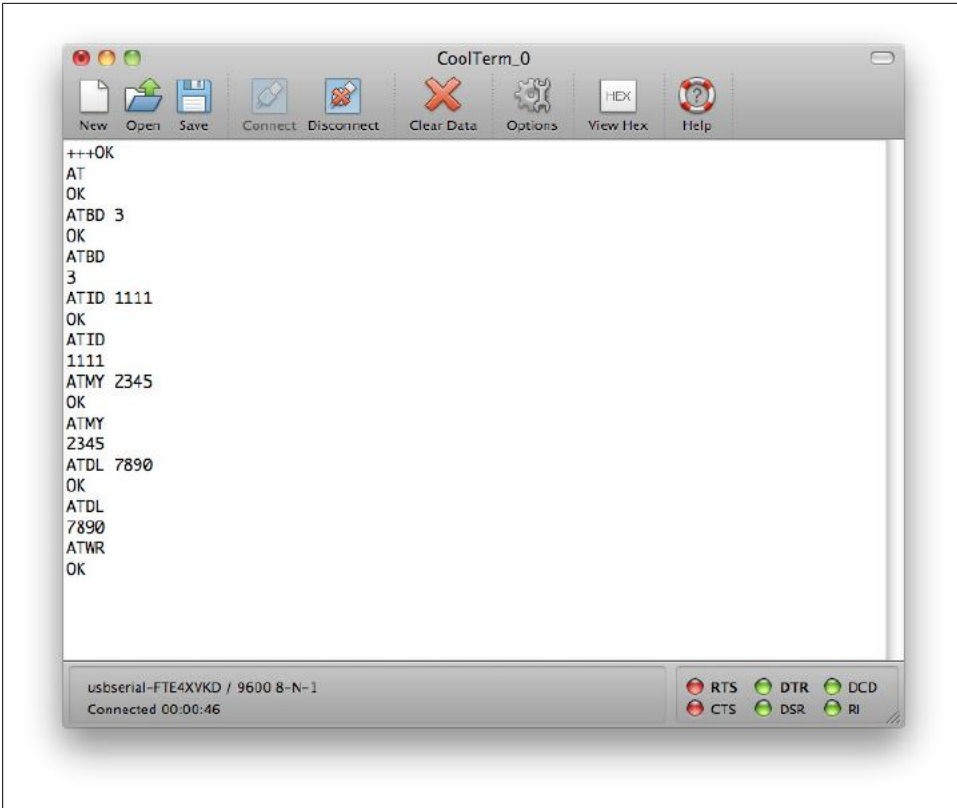 CoolTerm_0
New Open Save Connect Disconnect Clear Data Options HEX View Hex ? Help
+++OK
AT
OK
ATBD 3
OK
ATBD
3
ATID 1111
OK
ATID
1111
ATMY 2345
OK
ATMY
2345
ATDL 7890
OK
ATDL
7890
ATWR
OK
usbserial-FTE4XVKD / 9600 8-N-1
Connected 00:00:46
RTS DTR DCD
CTS DSR RI